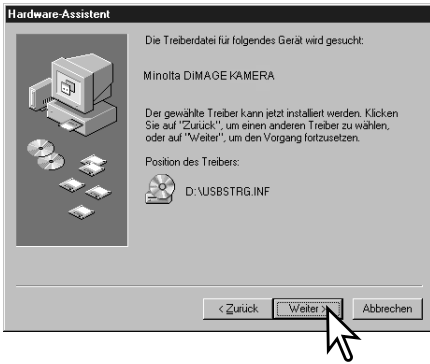 Hardware-Assistent
Die Treiberdatei für folgendes Gerät wird gesucht:
Minolta DiMAGE KAMERA
Der gewählte Treiber kann jetzt installiert werden. Klicken
Sie auf "Zurück", um einen anderen Treiber zu wählen,
oder auf "Weiter", um den Vorgang fortzusetzen.
Position des Treibers:
D:\USBSTRG.INF
< Zurück Weiter > Abbrechen